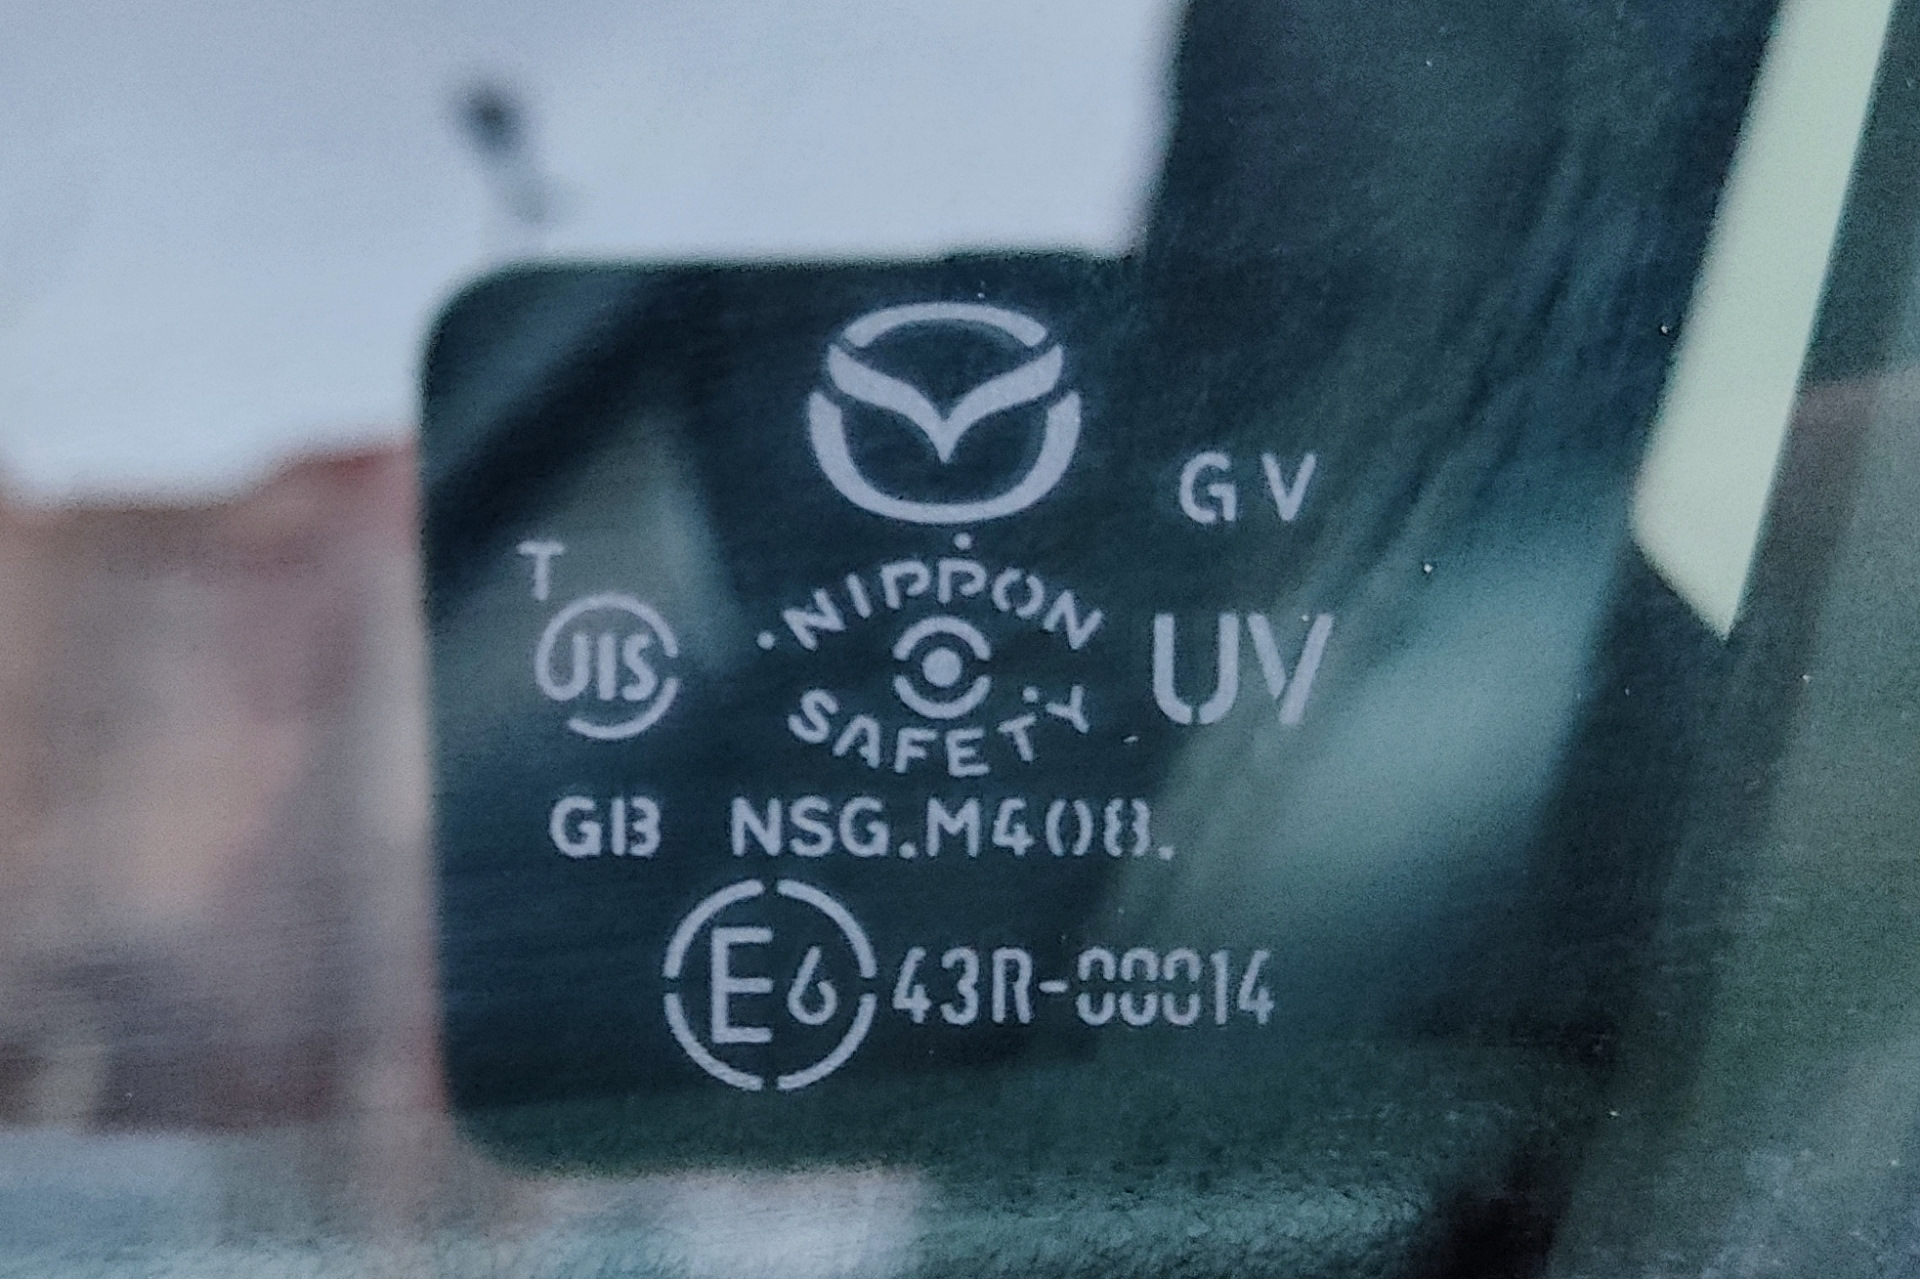 GV
T
JIS
NIPPON
SAFETY
UV
GB NSG.M408.
E6 43R-00014